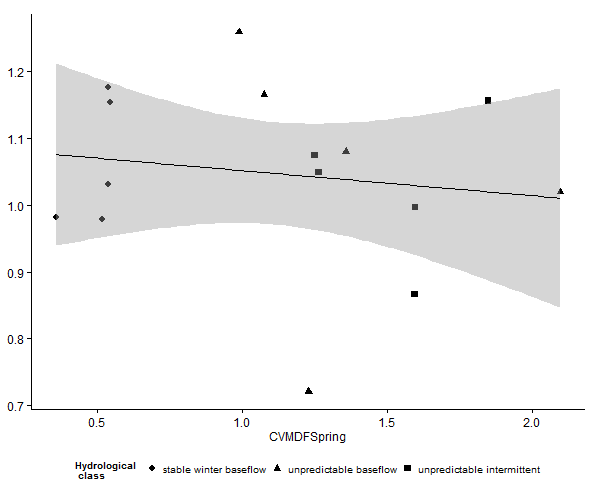 1.2
1.1
1.0
0.9
0.8
0.7
0.5 1.0 1.5 2.0
CVMDFSpring
Hydrological
class
stable winter baseflow unpredictable baseflow unpredictable intermittent